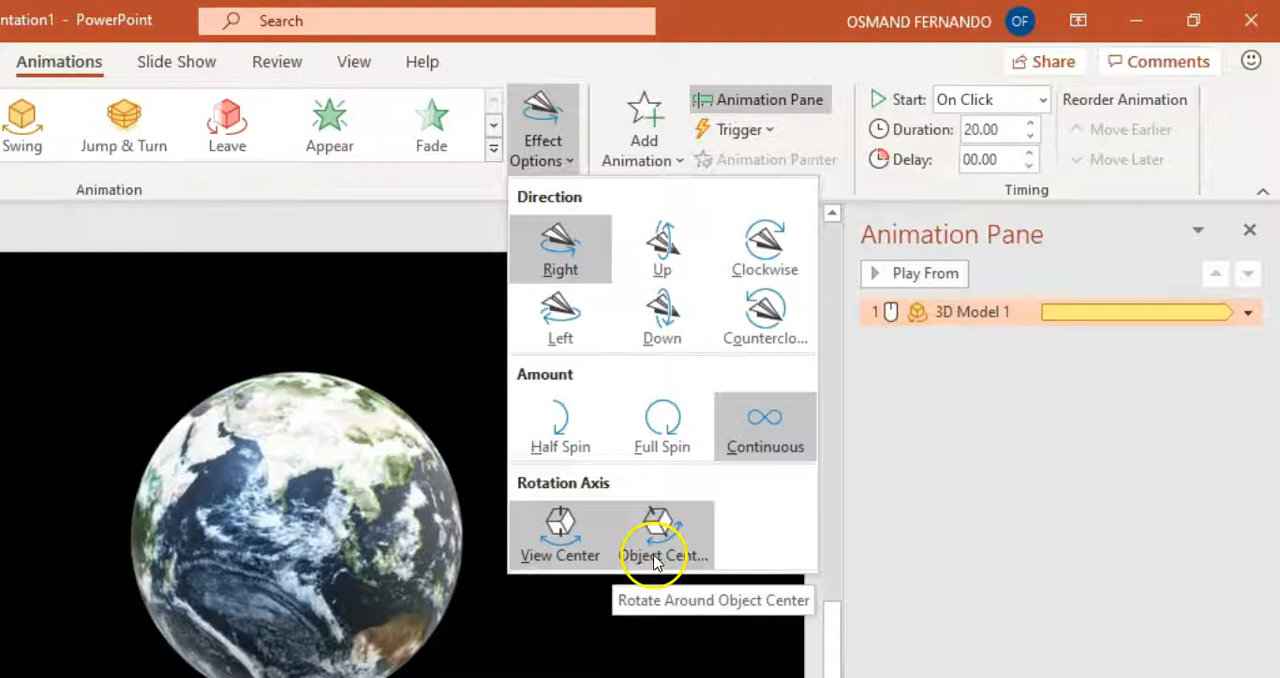 ntation1 - PowerPoint
Search
OSMAND FERNANDO
OF
Animations
Slide Show
Review
View
Help
Share
Comments
Swing
Jump & Turn
Leave
Appear
Fade
Effect
Options
Add
Animation
Animation Pane
Trigger
Animation Painter
Start: On Click
Duration: 20.00
Delay: 00.00
Reorder Animation
Move Earlier
Move Later
Animation
Timing
Direction
Right
Up
Clockwise
Left
Down
Counterclo...
Amount
Half Spin
Full Spin
Continuous
Rotation Axis
View Center
Object Cent...
Rotate Around Object Center
Animation Pane
Play From
1 3D Model 1